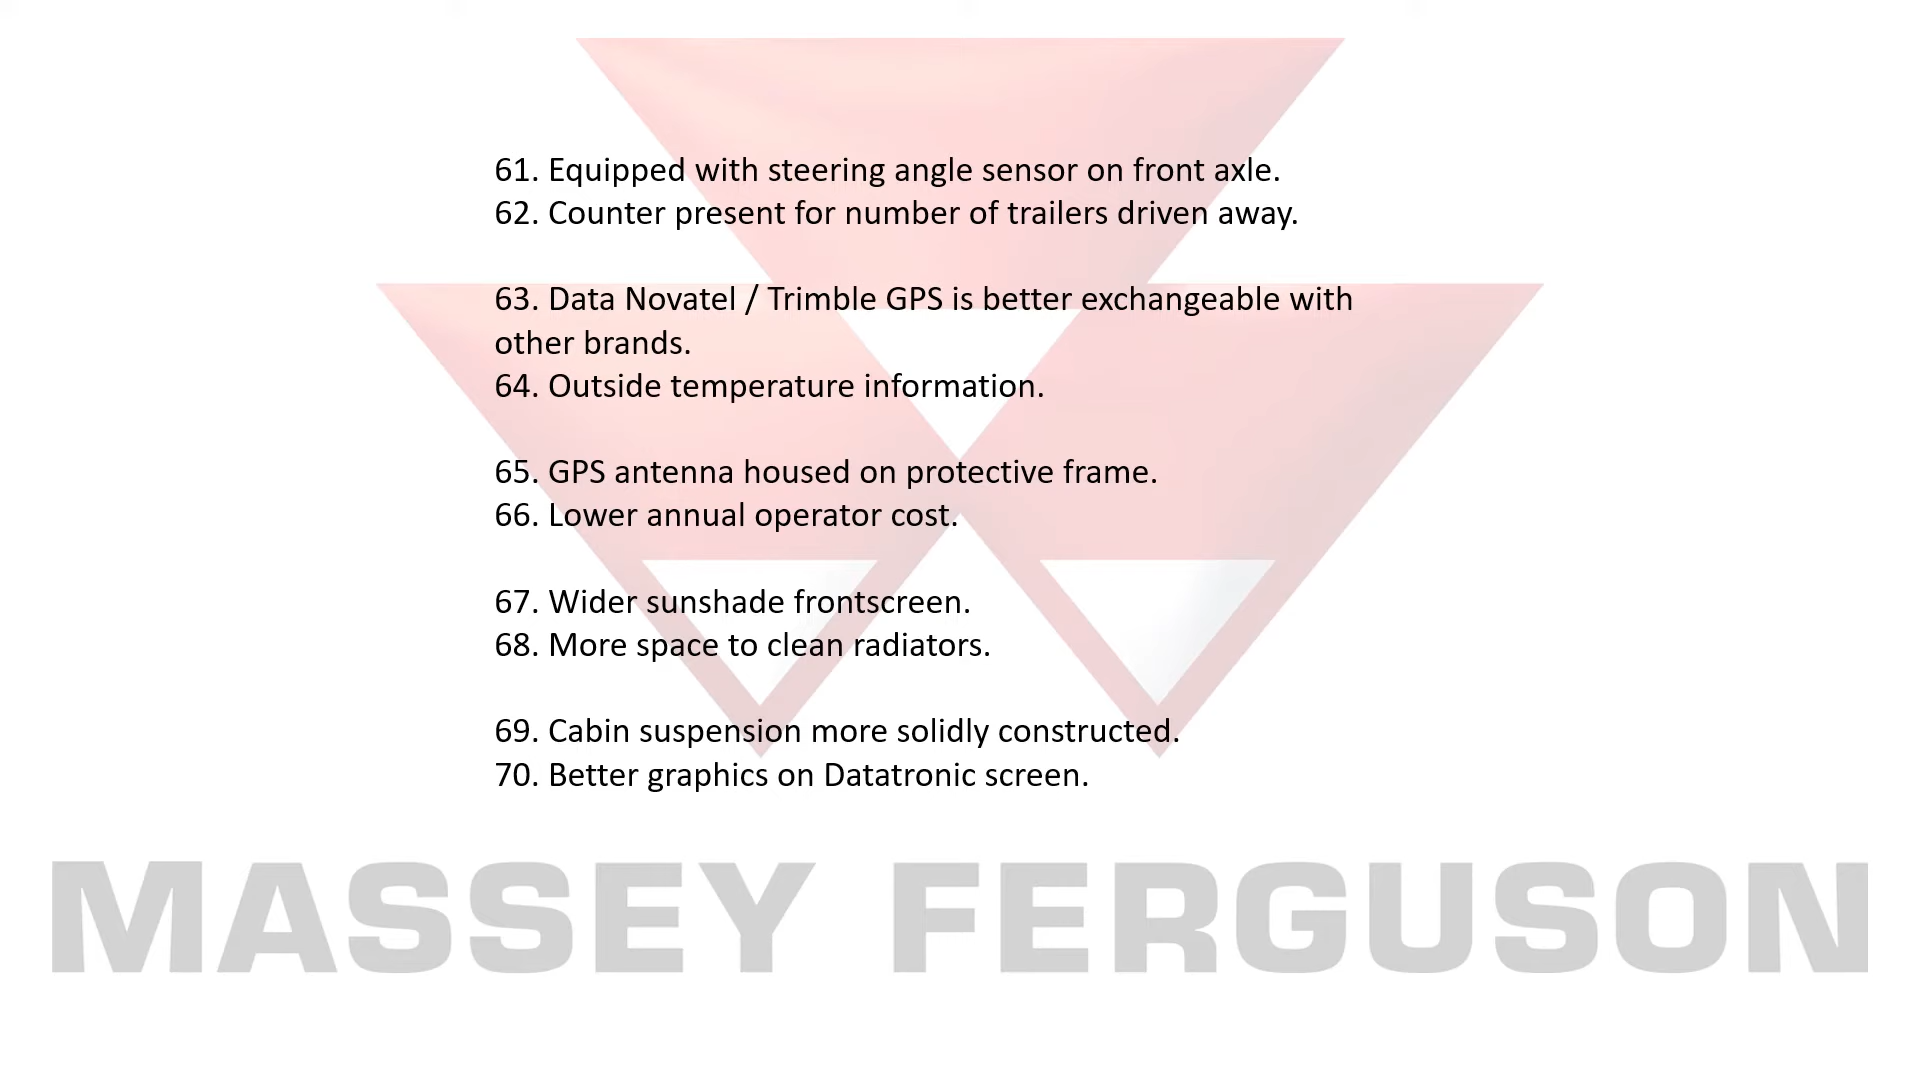 61. Equipped with steering angle sensor on front axle.
62. Counter present for number of trailers driven away.
63. Data Novatel / Trimble GPS is better exchangeable with
other brands.
64. Outside temperature information.
65. GPS antenna housed on protective frame.
66. Lower annual operator cost.
67. Wider sunshade frontscreen.
68. More space to clean radiators.
69. Cabin suspension more solidly constructed.
70. Better graphics on Datatronic screen.
MASSEY FERGUSON